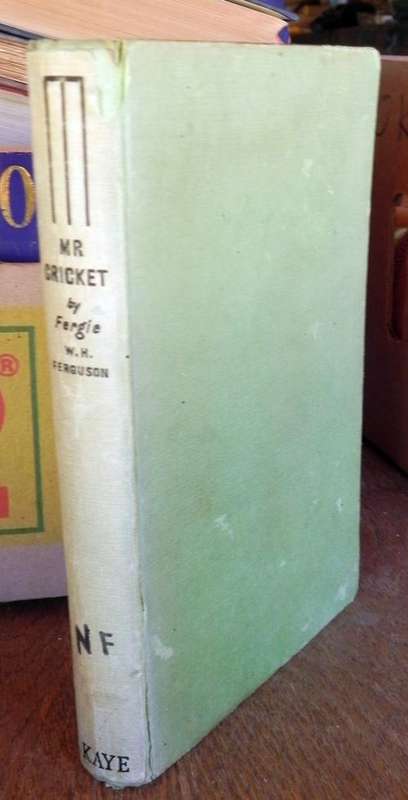 MR
CRICKET
by
Fergie
W. H.
FERGUSON
NF
KAYE
O
®